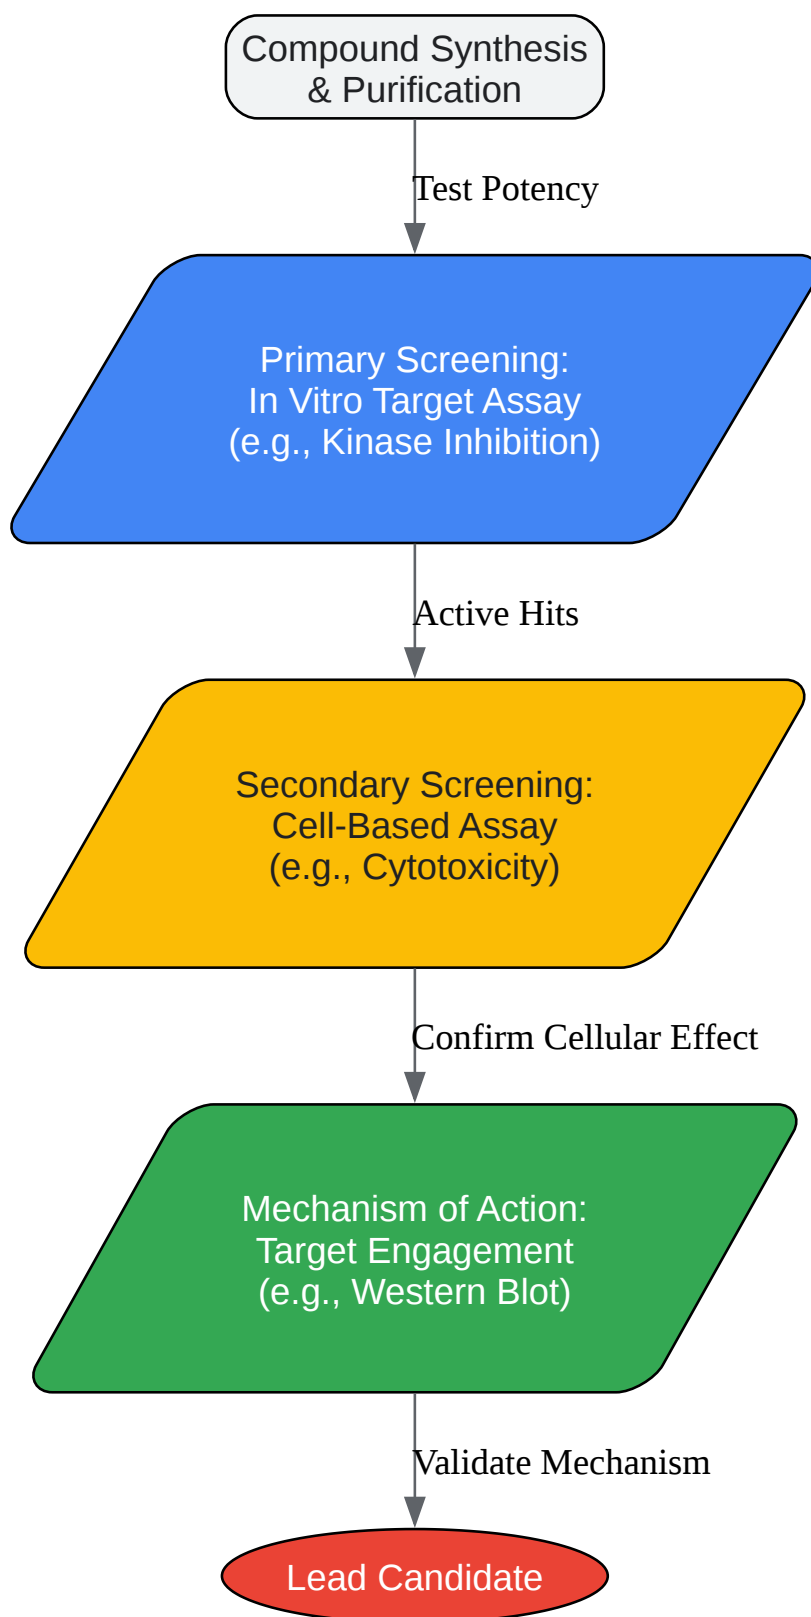 Compound Synthesis
& Purification
Test Potency
Primary Screening:
In Vitro Target Assay
(e.g., Kinase Inhibition)
Active Hits
Secondary Screening:
Cell-Based Assay
(e.g., Cytotoxicity)
Confirm Cellular Effect
Mechanism of Action:
Target Engagement
(e.g., Western Blot)
Validate Mechanism
Lead Candidate